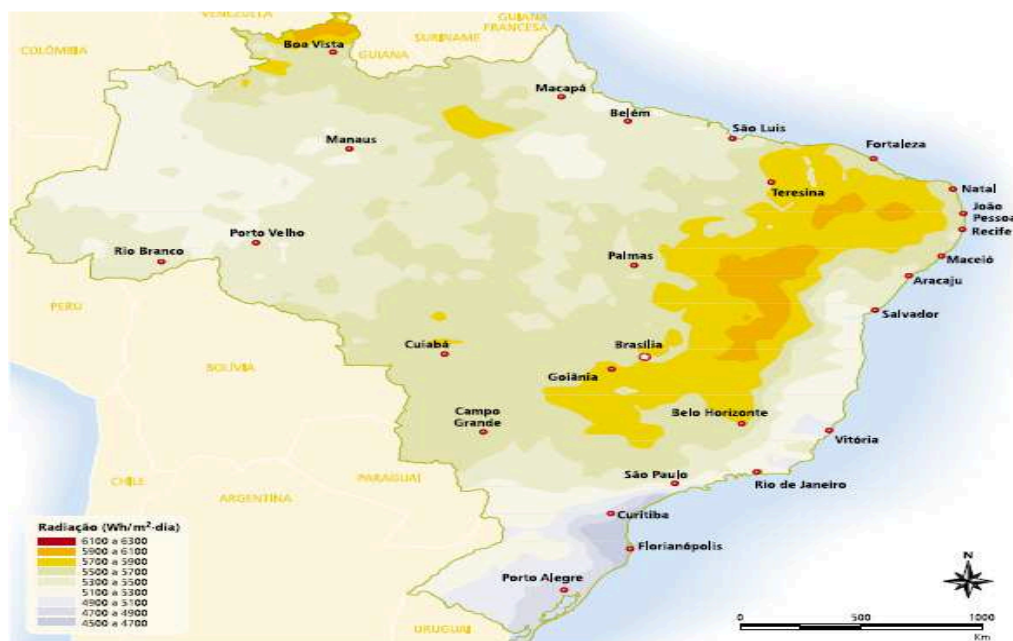 VENEZUELA
GUIANA
FRANCESA
SURINAME
COLÔMBIA
Boa Vista
GUIANA
Macapá
Belém
São Luis
Fortaleza
Manaus
Teresina
Natal
João
Pessoa
Recife
Porto Velho
Rio Branco
Palmas
Maceió
Aracaju
PERU
Salvador
Cuiabá
Brasília
BOLÍVIA
Goiânia
Campo
Grande
Belo Horizonte
Vitória
São Paulo
Rio de Janeiro
CHILE
PARAGUAI
ARGENTINA
Curitiba
Florianópolis
Porto Alegre
URUGUAI
Radiação (Wh/m²-dia)
6100 a 6300
5900 a 6100
5700 a 5900
5500 a 5700
5300 a 5500
5100 a 5300
4900 a 5100
4700 a 4900
4500 a 4700
N
0 500 1000
Km